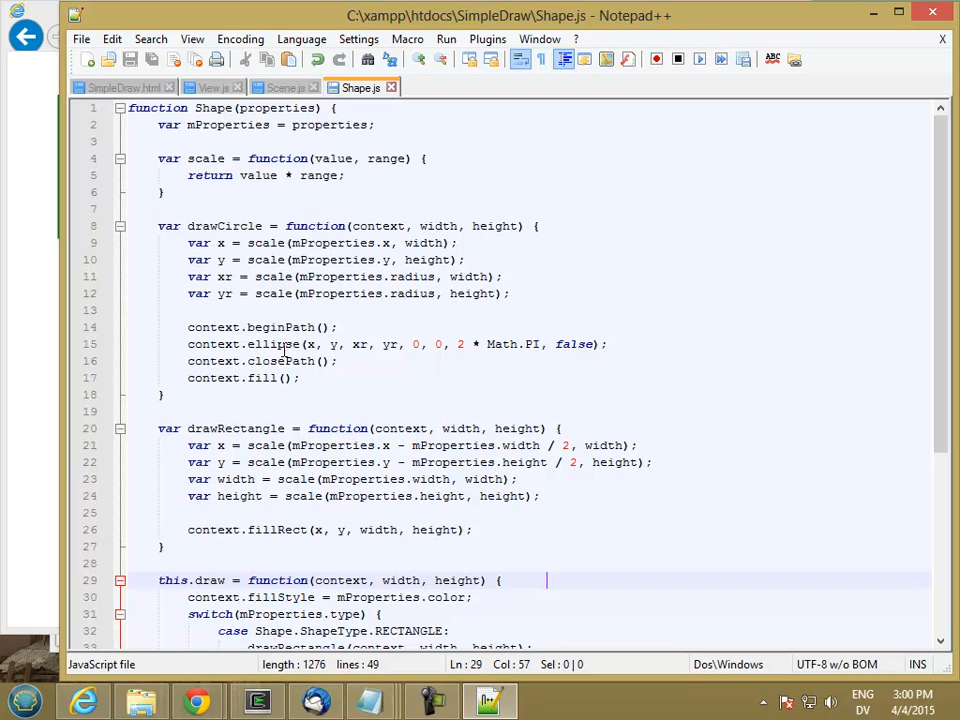 C:\xampp\htdocs\SimpleDraw\Shape.js - Notepad++
File Edit Search View Encoding Language Settings Macro Run Plugins Window ? X
SimpleDraw.html View.js Scene.js Shape.js
1 function Shape(properties) {
2 var mProperties = properties;
3
4 var scale = function(value, range) {
5 return value * range;
6 }
7
8 var drawCircle = function(context, width, height) {
9 var x = scale(mProperties.x, width);
10 var y = scale(mProperties.y, height);
11 var xr = scale(mProperties.radius, width);
12 var yr = scale(mProperties.radius, height);
13
14 context.beginPath();
15 context.ellipse(x, y, xr, yr, 0, 0, 2 * Math.PI, false);
16 context.closePath();
17 context.fill();
18 }
19
20 var drawRectangle = function(context, width, height) {
21 var x = scale(mProperties.x - mProperties.width / 2, width);
22 var y = scale(mProperties.y - mProperties.height / 2, height);
23 var width = scale(mProperties.width, width);
24 var height = scale(mProperties.height, height);
25
26 context.fillRect(x, y, width, height);
27 }
28
29 this.draw = function(context, width, height) {
30 context.fillStyle = mProperties.color;
31 switch(mProperties.type) {
32 case Shape.ShapeType.RECTANGLE:
33 drawRectangle(context, width, height);
JavaScript file length : 1276 lines : 49 Ln : 29 Col : 57 Sel : 0 | 0 Dos\Windows UTF-8 w/o BOM INS
ENG 3:00 PM
DV 4/4/2015